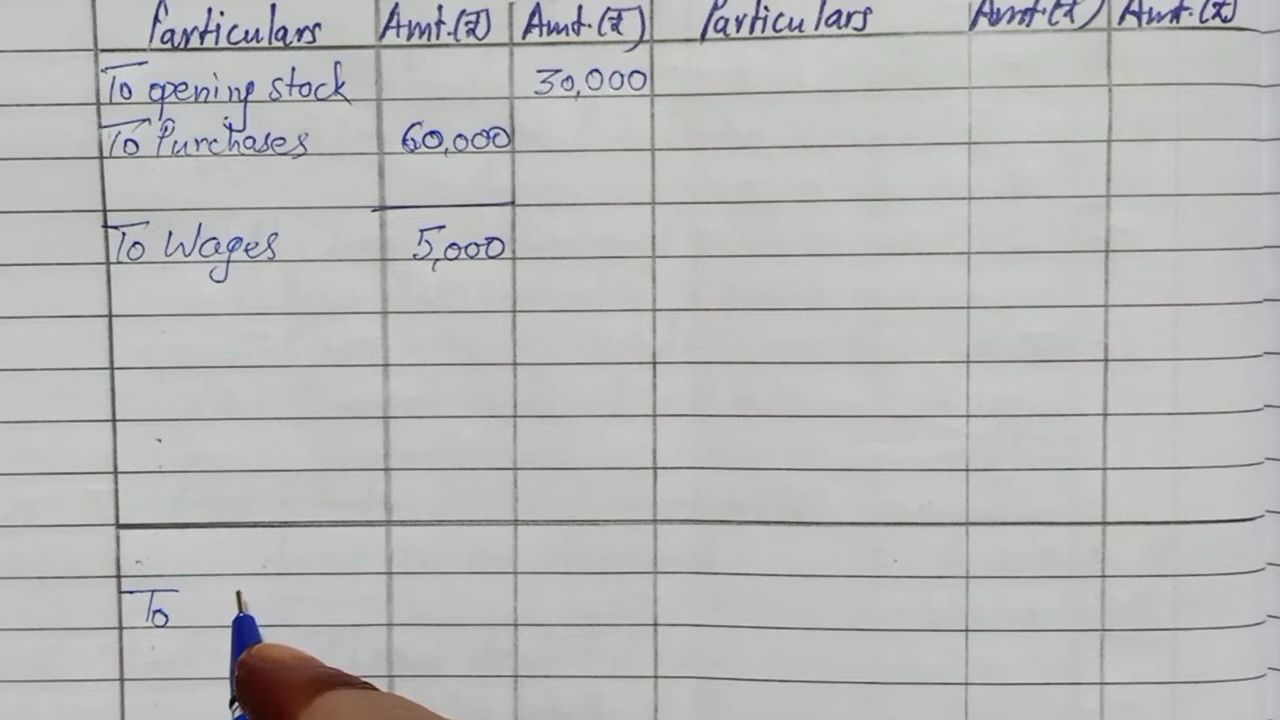 Particulars Amt.(₹) Amt.(₹) Particulars Amt.(₹) Amt.(₹)
To opening stock 30,000
To Purchases 60,000
To Wages 5,000
To